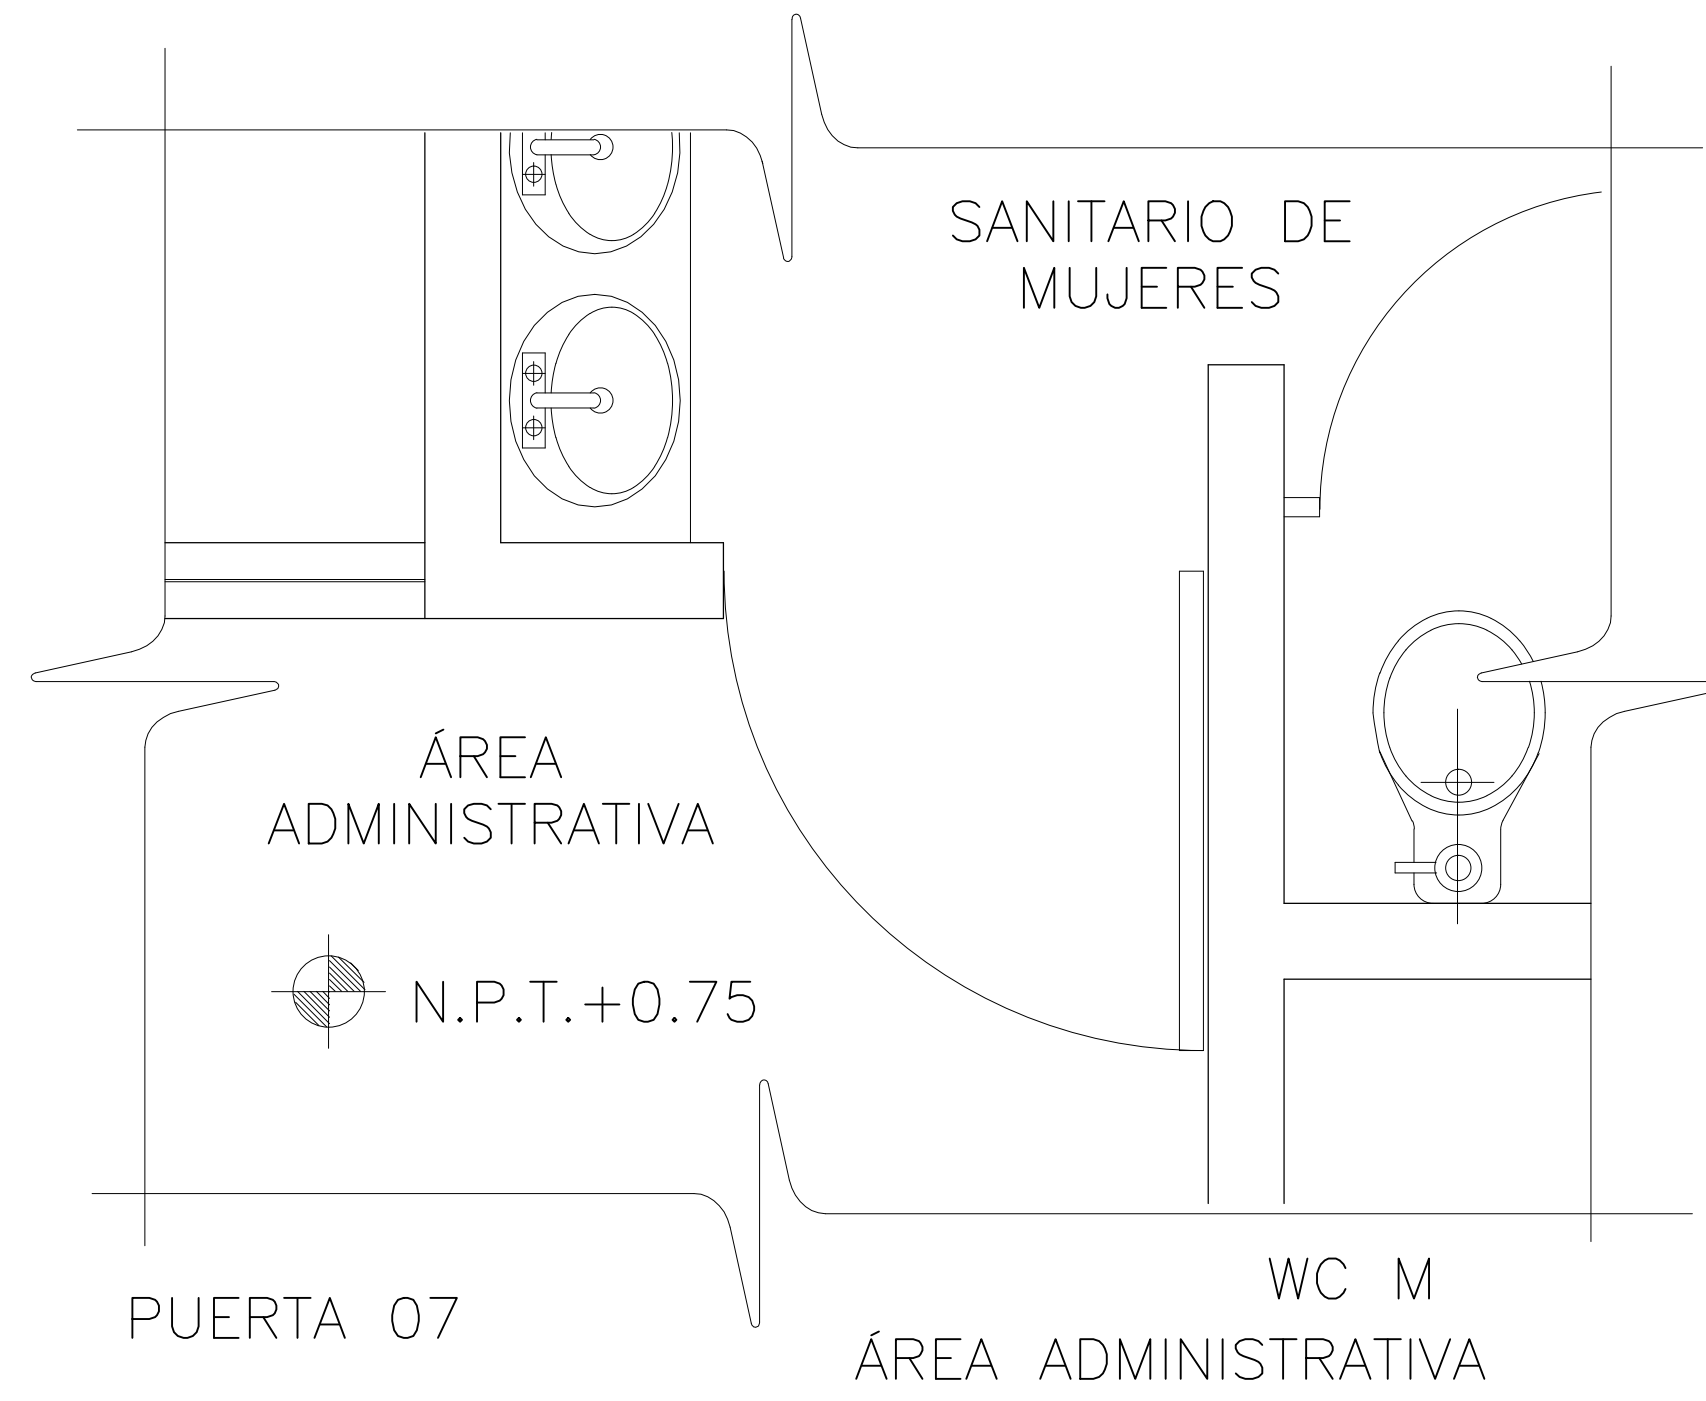 SANITARIO DE
MUJERES
ÁREA
ADMINISTRATIVA
N.P.T.+0.75
PUERTA 07
WC M
ÁREA ADMINISTRATIVA